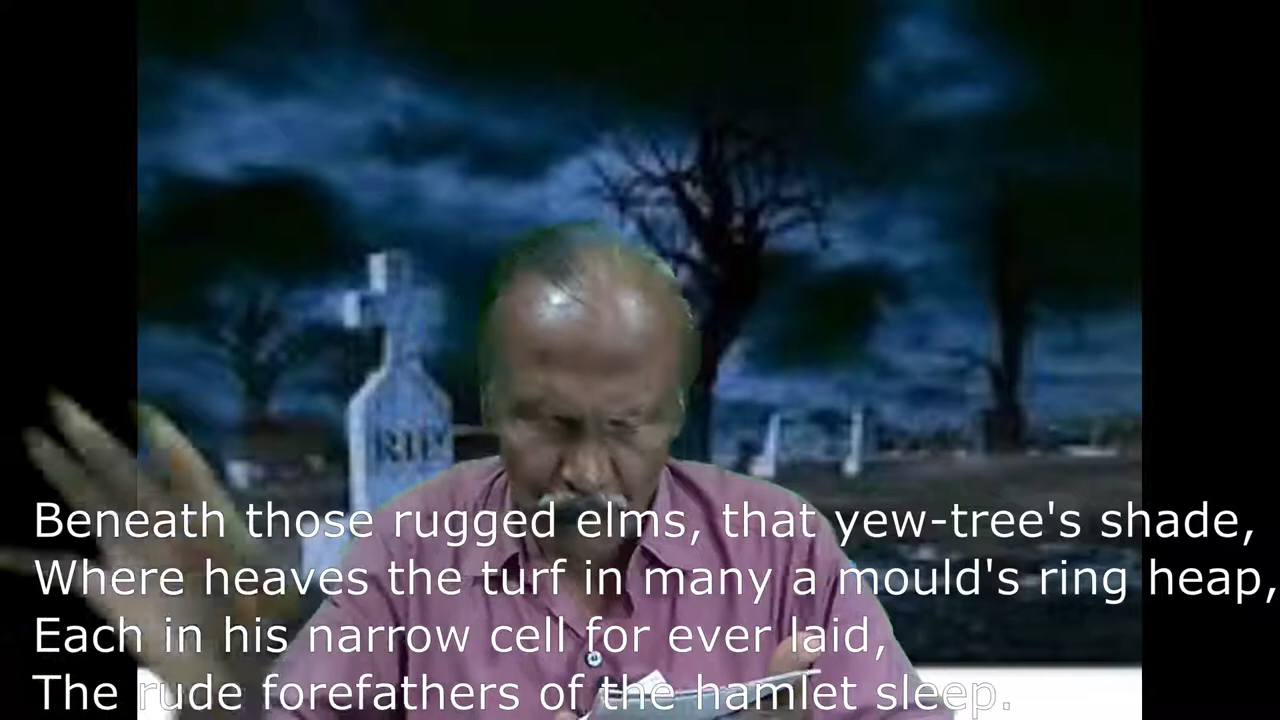 RIP
Beneath those rugged elms, that yew-tree's shade,
Where heaves the turf in many a mould's ring heap,
Each in his narrow cell for ever laid,
The rude forefathers of the hamlet sleep.